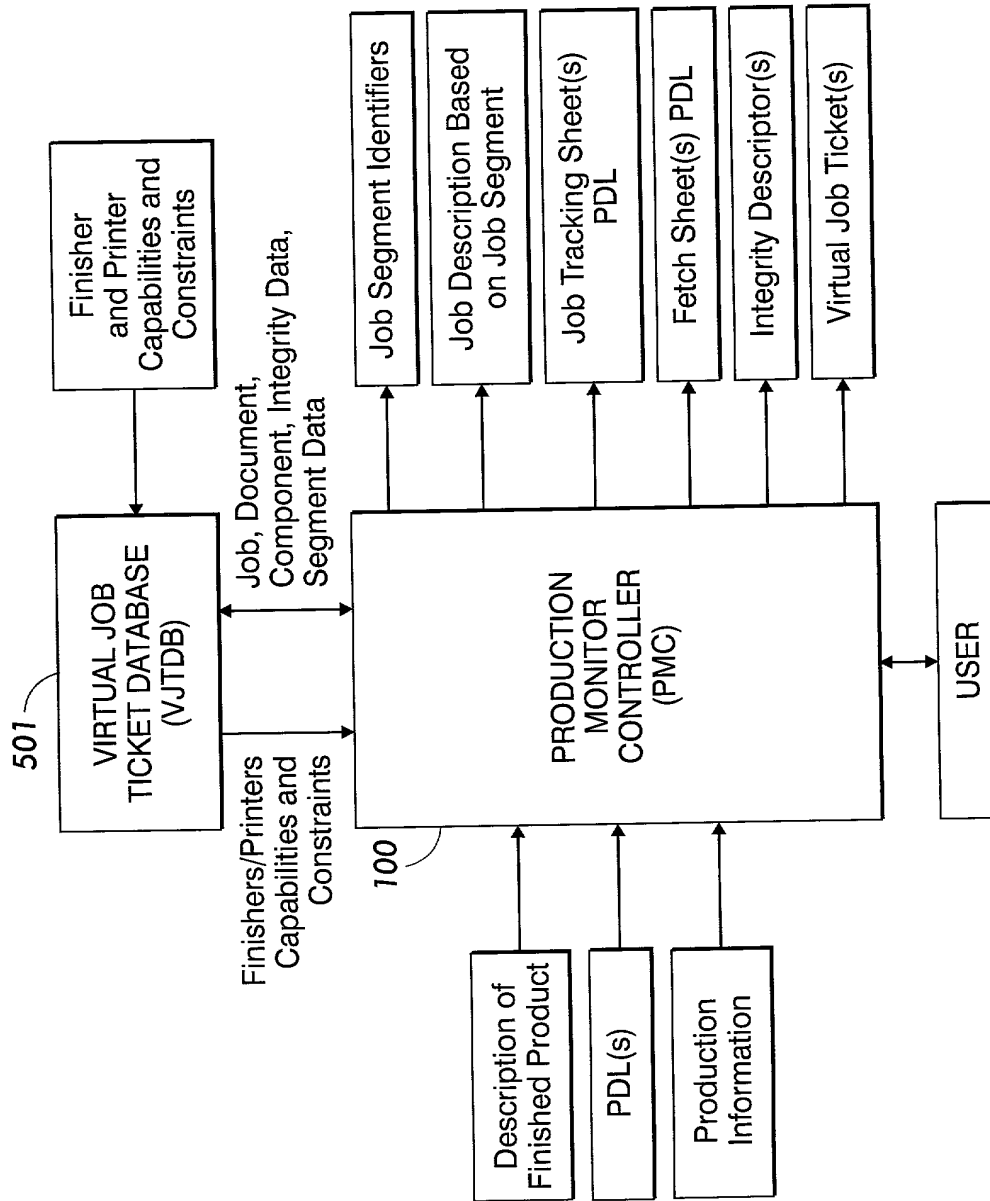 Finisher
and Printer
Capabilities and
Constraints
501
VIRTUAL JOB
TICKET DATABASE
(VJTDB)
Finishers/Printers
Capabilities and
Constraints
Job, Document,
Component, Integrity Data,
Segment Data
100
PRODUCTION
MONITOR
CONTROLLER
(PMC)
Description of
Finished Product
PDL(s)
Production
Information
Job Segment Identifiers
Job Description Based
on Job Segment
Job Tracking Sheet(s)
PDL
Fetch Sheet(s) PDL
Integrity Descriptor(s)
Virtual Job Ticket(s)
USER